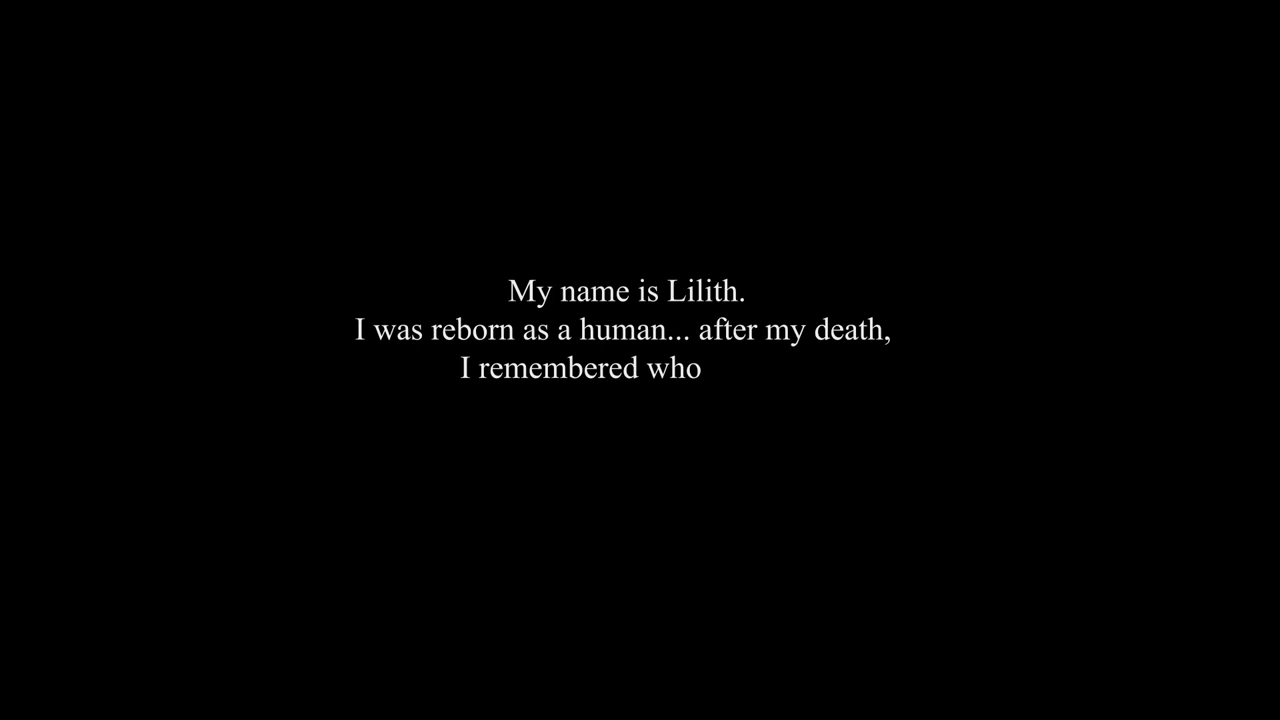 My name is Lilith.
I was reborn as a human... after my death,
I remembered who